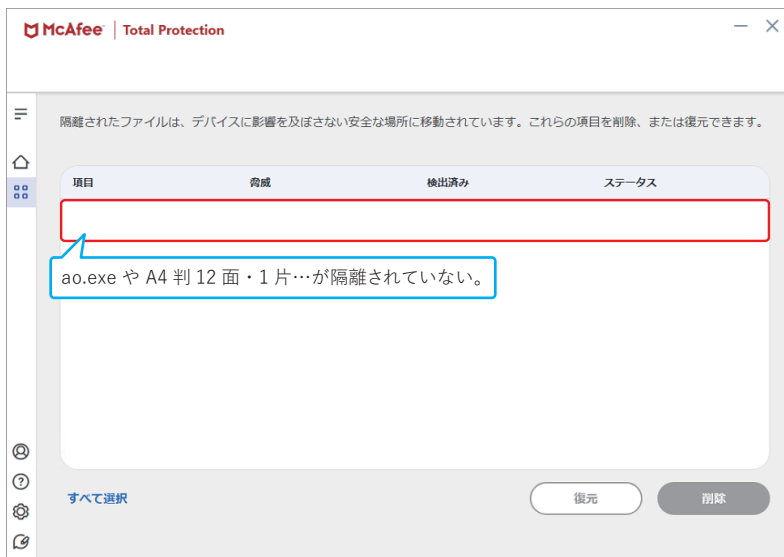 McAfee Total Protection
隔離されたファイルは、デバイスに影響を及ぼさない安全な場所に移動されています。これらの項目を削除、または復元できます。
項目 脅威 検出済み ステータス
ao.exe や A4 判 12 面・1 片…が隔離されていない。
すべて選択 復元 削除